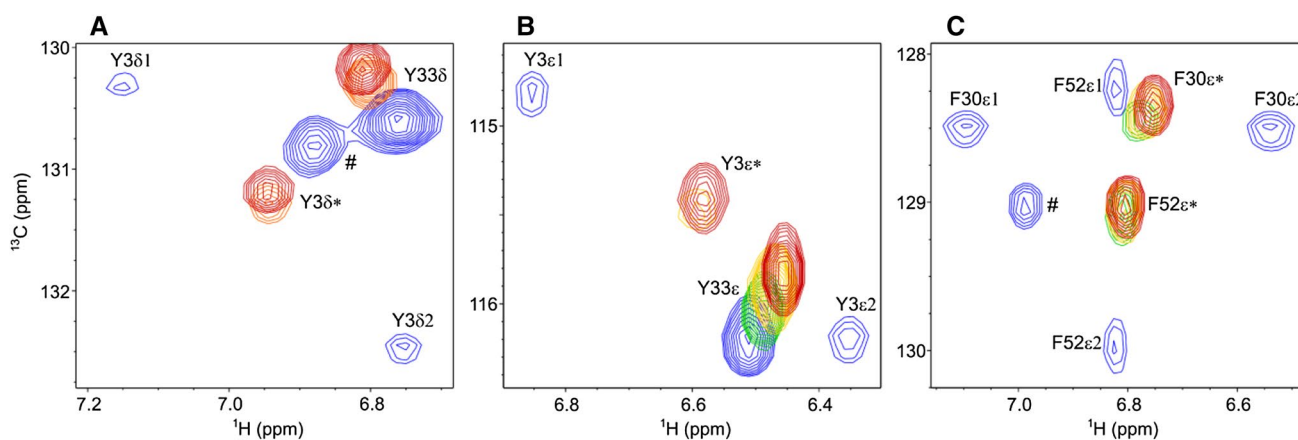 A
B
C
130
131
132
¹³C (ppm)
Y3δ1
Y33δ
#
Y3δ*
Y3δ2
7.2
7.0
6.8
¹H (ppm)
115
116
Y3ε1
Y3ε*
Y33ε
Y3ε2
6.8
6.6
6.4
¹H (ppm)
128
129
130
F52ε1
F30ε*
F30ε1
F30ε2
#
F52ε*
F52ε2
7.0
6.8
6.6
¹H (ppm)